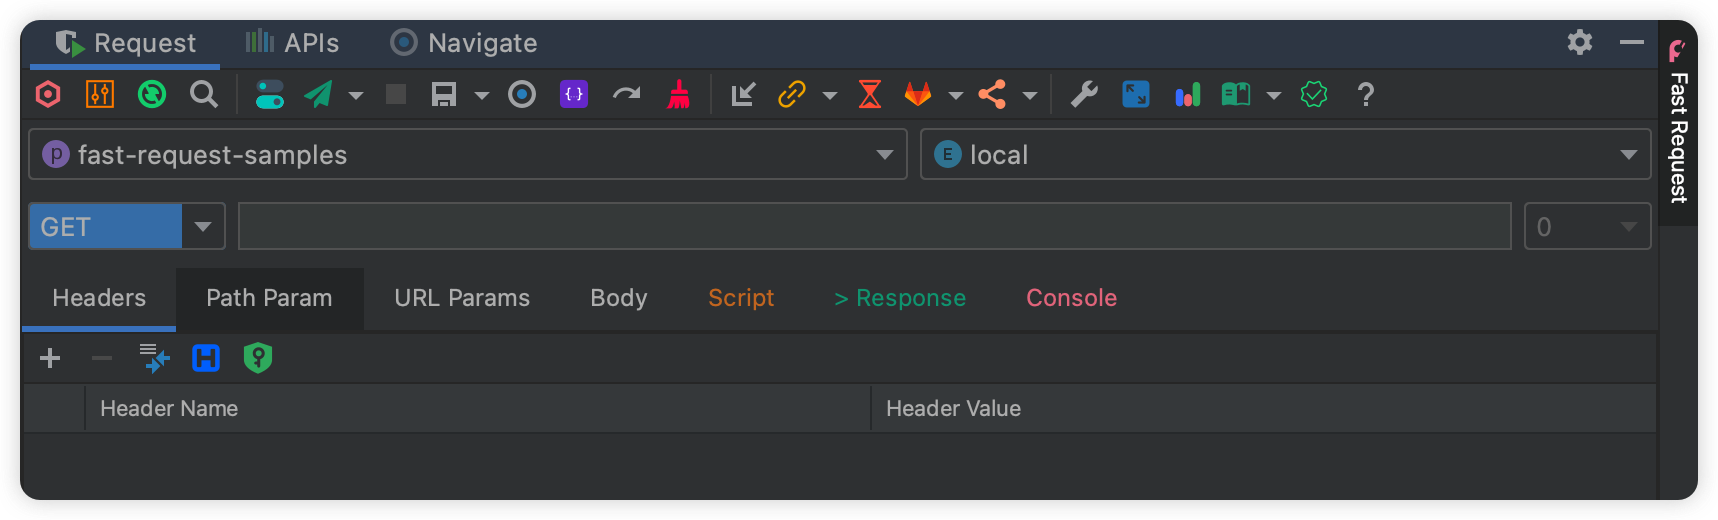 Request APIs Navigate
{ } ?
P fast-request-samples E local
GET 0
Headers Path Param URL Params Body Script > Response Console
H
Header Name Header Value
Fast Request